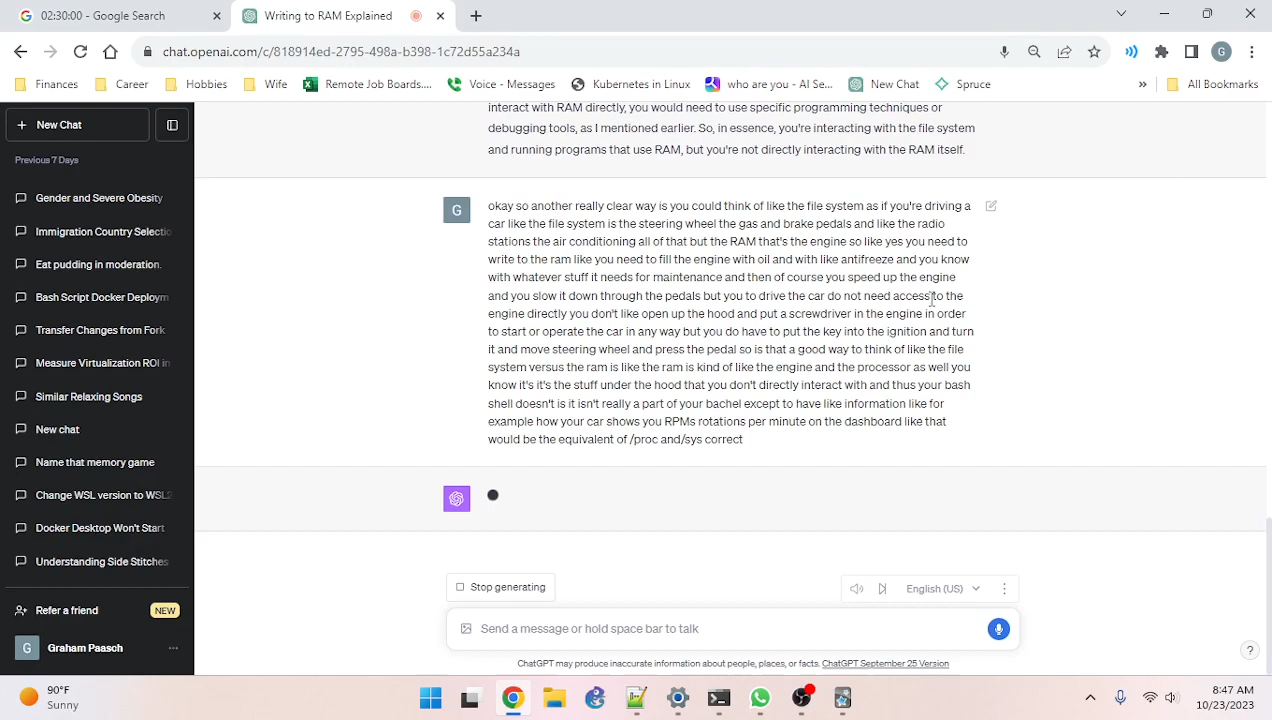 02:30:00 - Google Search
Writing to RAM Explained
chat.openai.com/c/818914ed-2795-498a-b398-1c72d55a234a
G
Finances
Career
Hobbies
Wife
Remote Job Boards....
Voice - Messages
Kubernetes in Linux
who are you - AI Se...
New Chat
Spruce
»
All Bookmarks
New Chat
Previous 7 Days
Gender and Severe Obesity
Immigration Country Selectio
Eat pudding in moderation.
Bash Script Docker Deploym
Transfer Changes from Fork
Measure Virtualization ROI in
Similar Relaxing Songs
New chat
Name that memory game
Change WSL version to WSL2
Docker Desktop Won't Start
Understanding Side Stitches
Refer a friend NEW
G Graham Paasch ...
interact with RAM directly, you would need to use specific programming techniques or
debugging tools, as I mentioned earlier. So, in essence, you're interacting with the file system
and running programs that use RAM, but you're not directly interacting with the RAM itself.
G
okay so another really clear way is you could think of like the file system as if you're driving a
car like the file system is the steering wheel the gas and brake pedals and like the radio
stations the air conditioning all of that but the RAM that's the engine so like yes you need to
write to the ram like you need to fill the engine with oil and with like antifreeze and you know
with whatever stuff it needs for maintenance and then of course you speed up the engine
and you slow it down through the pedals but you to drive the car do not need access to the
engine directly you don't like open up the hood and put a screwdriver in the engine in order
to start or operate the car in any way but you do have to put the key into the ignition and turn
it and move steering wheel and press the pedal so is that a good way to think of like the file
system versus the ram is like the ram is kind of like the engine and the processor as well you
know it's it's the stuff under the hood that you don't directly interact with and thus your bash
shell doesn't is it isn't really a part of your bachel except to have like information like for
example how your car shows you RPMs rotations per minute on the dashboard like that
would be the equivalent of /proc and/sys correct
Stop generating
English (US)
Send a message or hold space bar to talk
ChatGPT may produce inaccurate information about people, places, or facts. ChatGPT September 25 Version
?
90°F
Sunny
8:47 AM
10/23/2023